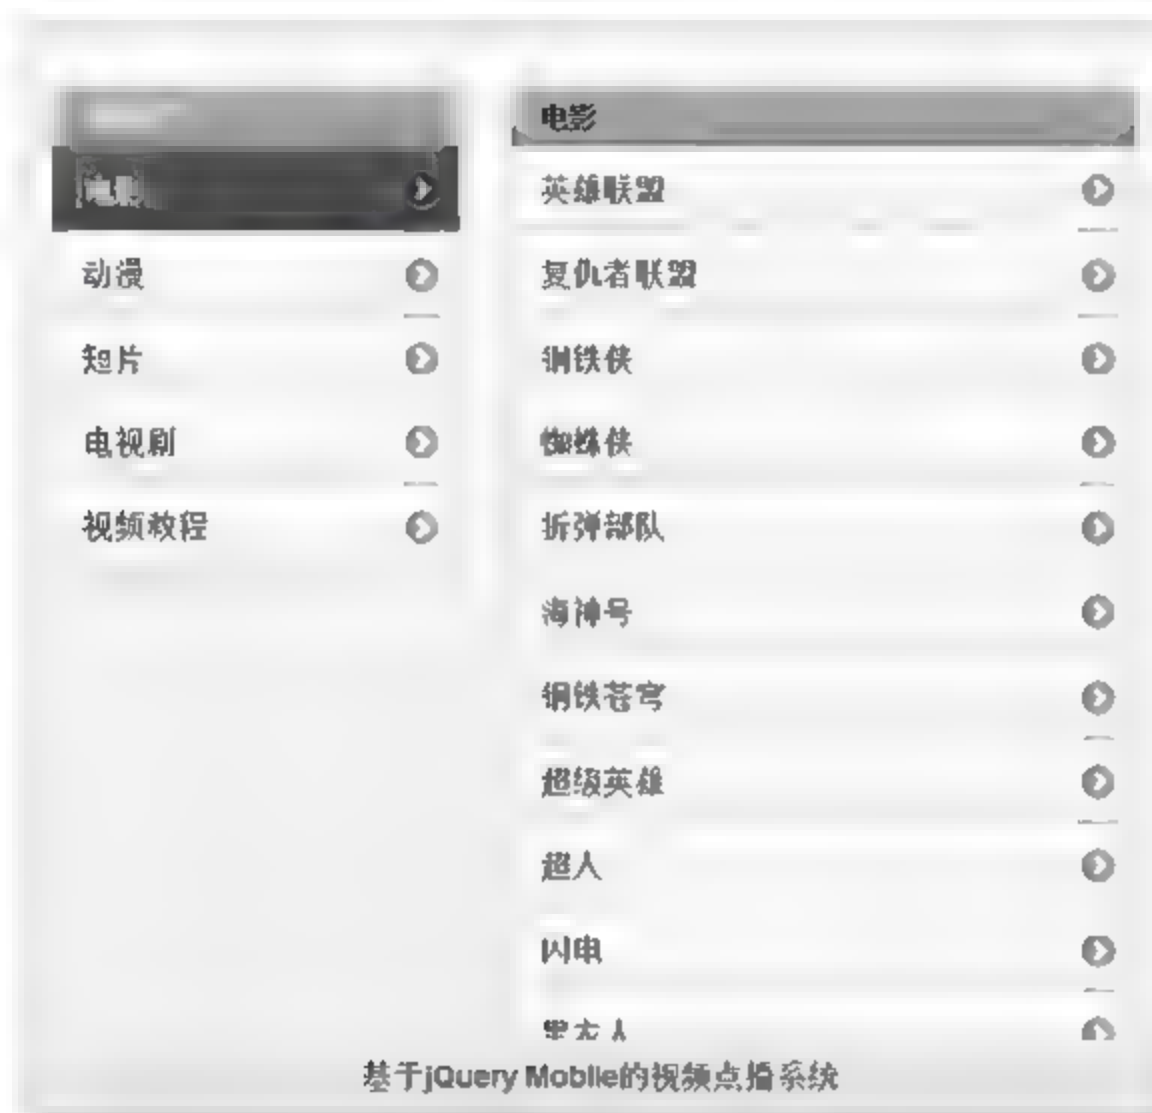 电影
动漫
短片
电视剧
视频教程
电影
英雄联盟
复仇者联盟
钢铁侠
蜘蛛侠
拆弹部队
海神号
钢铁苍穹
超级英雄
超人
闪电
基于jQuery Mobile的视频点播系统